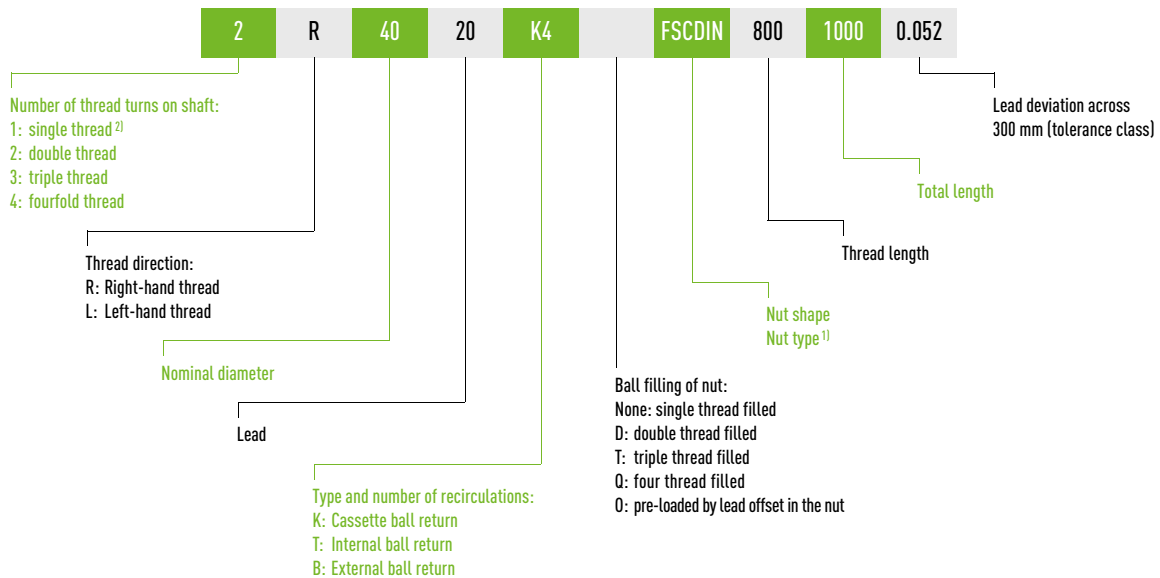 2 R 40 20 K4 FSCDIN 800 1000 0.052
Number of thread turns on shaft:
1: single thread 2)
2: double thread
3: triple thread
4: fourfold thread
Lead deviation across
300 mm (tolerance class)
Total length
Thread length
Thread direction:
R: Right-hand thread
L: Left-hand thread
Nut shape
Nut type 1)
Nominal diameter
Ball filling of nut:
None: single thread filled
D: double thread filled
T: triple thread filled
Q: four thread filled
O: pre-loaded by lead offset in the nut
Lead
Type and number of recirculations:
K: Cassette ball return
T: Internal ball return
B: External ball return